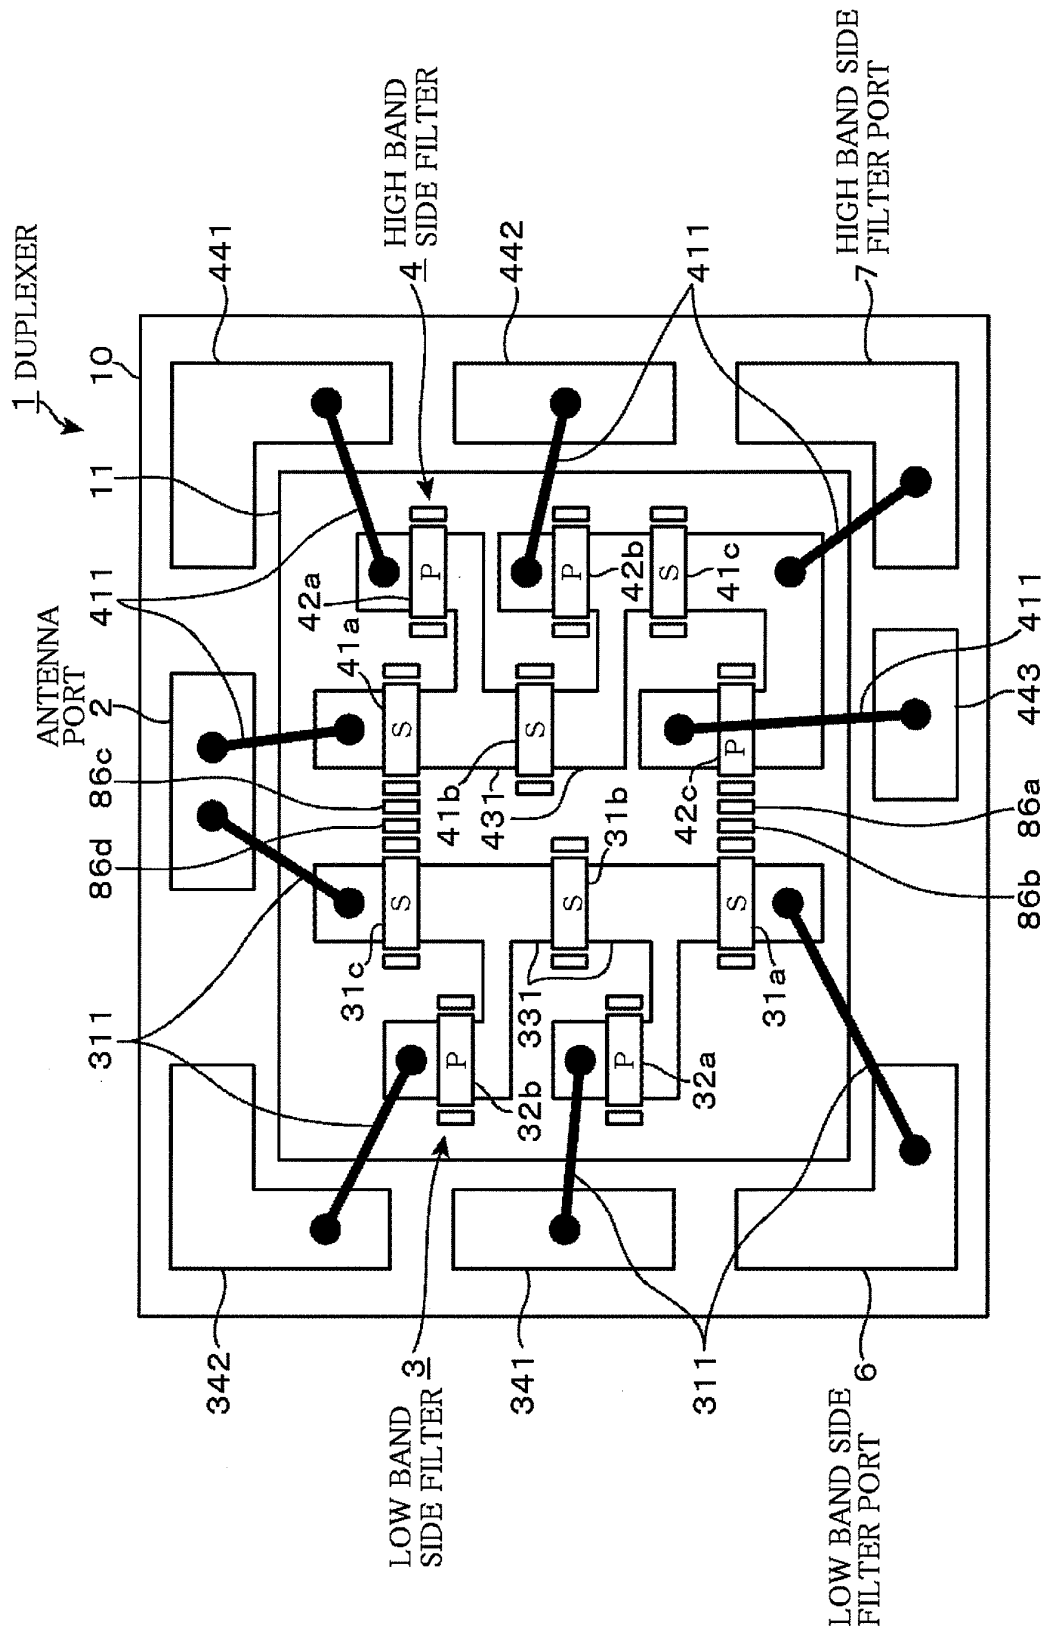 1 DUPLEXER
10
11
ANTENNA
PORT
2
411
86c
86d
311
441
4 HIGH BAND
SIDE FILTER
442
411
7 HIGH BAND SIDE
FILTER PORT
42a
P
41a
S
41b
S
431
P
42b
S
41c
42c
P
31c
S
331
S
31b
31a
S
32b
P
32a
P
411
443
86a
86b
342
LOW BAND
SIDE FILTER 3
341
311
6
LOW BAND SIDE
FILTER PORT